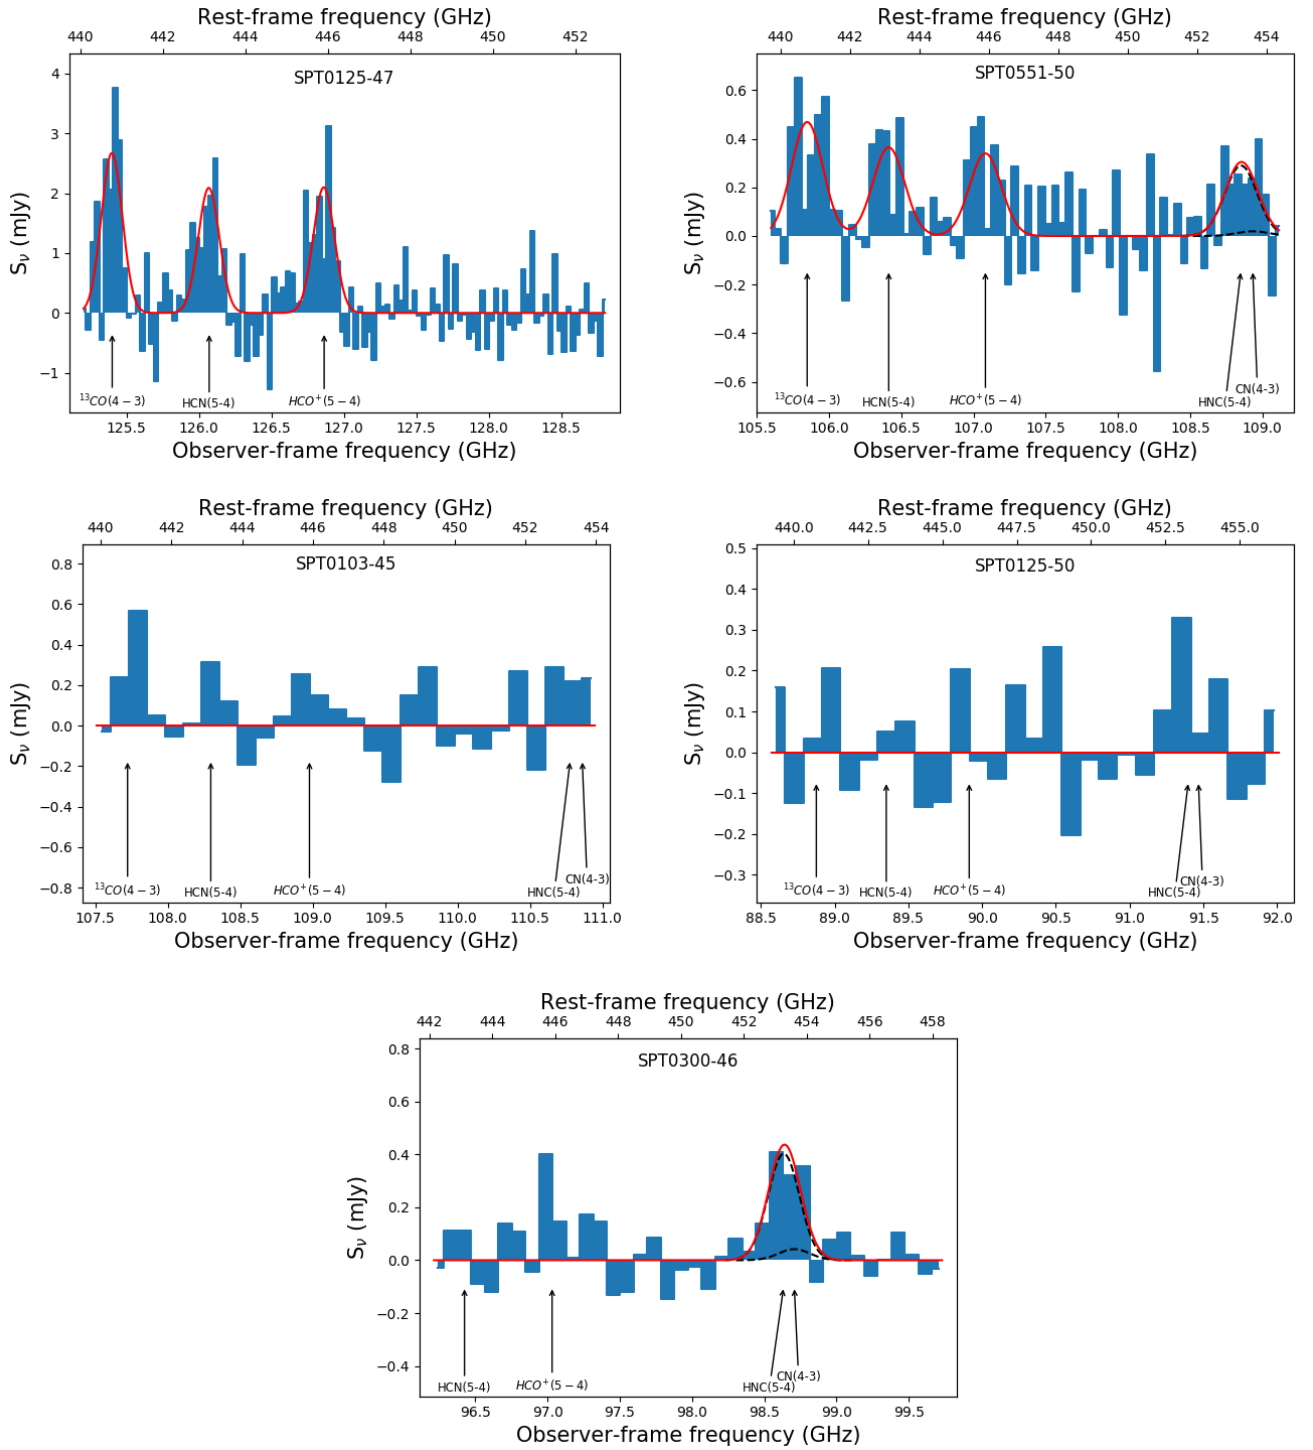 Rest-frame frequency (GHz)
440 442 444 446 448 450 452
SPT0125-47
4
3
2
1
0
−1
Sν (mJy)
¹³CO(4 − 3) HCN(5-4) HCO⁺(5 − 4)
125.5 126.0 126.5 127.0 127.5 128.0 128.5
Observer-frame frequency (GHz)
Rest-frame frequency (GHz)
440 442 444 446 448 450 452 454
SPT0551-50
0.6
0.4
0.2
0.0
−0.2
−0.4
−0.6
Sν (mJy)
CN(4-3)
¹³CO(4 − 3) HCN(5-4) HCO⁺(5 − 4) HNC(5-4)
105.5 106.0 106.5 107.0 107.5 108.0 108.5 109.0
Observer-frame frequency (GHz)
Rest-frame frequency (GHz)
440 442 444 446 448 450 452 454
SPT0103-45
0.8
0.6
0.4
0.2
0.0
−0.2
−0.4
−0.6
−0.8
Sν (mJy)
CN(4-3)
¹³CO(4 − 3) HCN(5-4) HCO⁺(5 − 4) HNC(5-4)
107.5 108.0 108.5 109.0 109.5 110.0 110.5 111.0
Observer-frame frequency (GHz)
Rest-frame frequency (GHz)
440.0 442.5 445.0 447.5 450.0 452.5 455.0
SPT0125-50
0.5
0.4
0.3
0.2
0.1
0.0
−0.1
−0.2
−0.3
Sν (mJy)
CN(4-3)
¹³CO(4 − 3) HCN(5-4) HCO⁺(5 − 4) HNC(5-4)
88.5 89.0 89.5 90.0 90.5 91.0 91.5 92.0
Observer-frame frequency (GHz)
Rest-frame frequency (GHz)
442 444 446 448 450 452 454 456 458
SPT0300-46
0.8
0.6
0.4
0.2
0.0
−0.2
−0.4
Sν (mJy)
CN(4-3)
HCN(5-4) HCO⁺(5 − 4) HNC(5-4)
96.5 97.0 97.5 98.0 98.5 99.0 99.5
Observer-frame frequency (GHz)